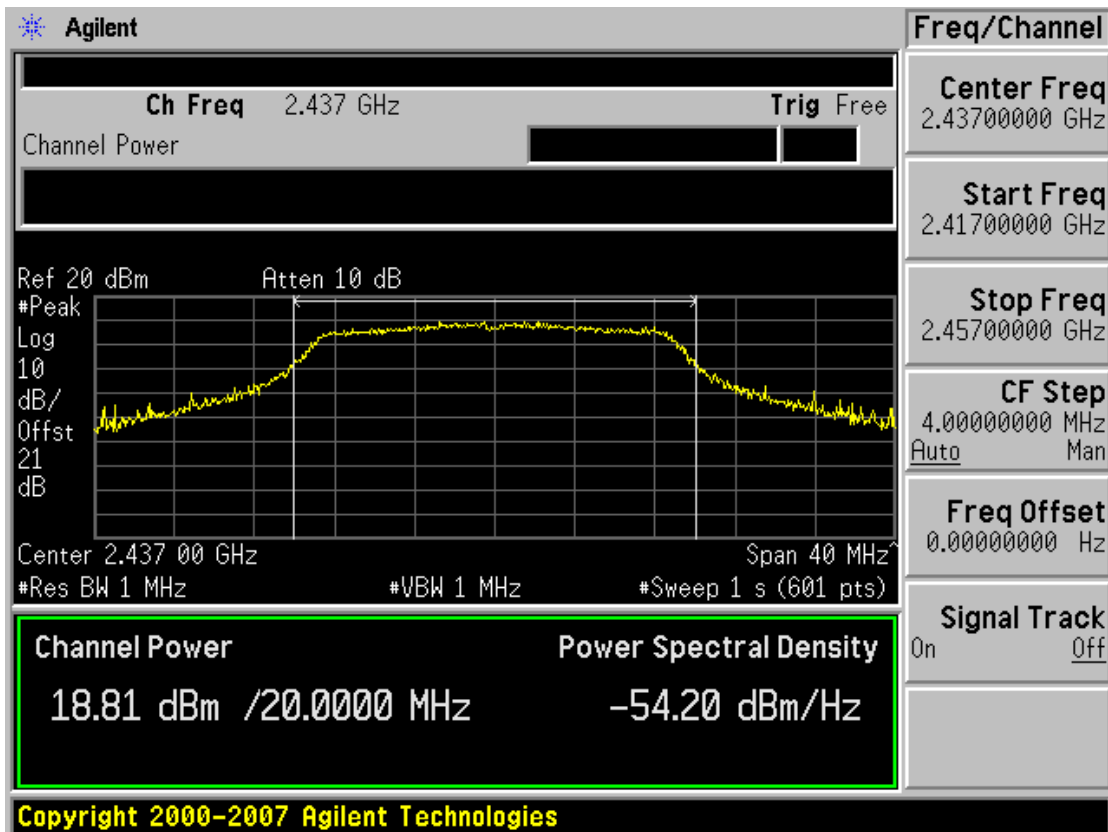 Agilent
Freq/Channel
Ch Freq 2.437 GHz Trig Free
Channel Power
Ref 20 dBm Atten 10 dB
#Peak
Log
10
dB/
Offst
21
dB
Center 2.437 00 GHz Span 40 MHz^
#Res BW 1 MHz #VBW 1 MHz #Sweep 1 s (601 pts)
Channel Power Power Spectral Density
18.81 dBm /20.0000 MHz -54.20 dBm/Hz
Center Freq
2.43700000 GHz
Start Freq
2.41700000 GHz
Stop Freq
2.45700000 GHz
CF Step
4.00000000 MHz
Auto Man
Freq Offset
0.00000000 Hz
Signal Track
On Off
Copyright 2000-2007 Agilent Technologies